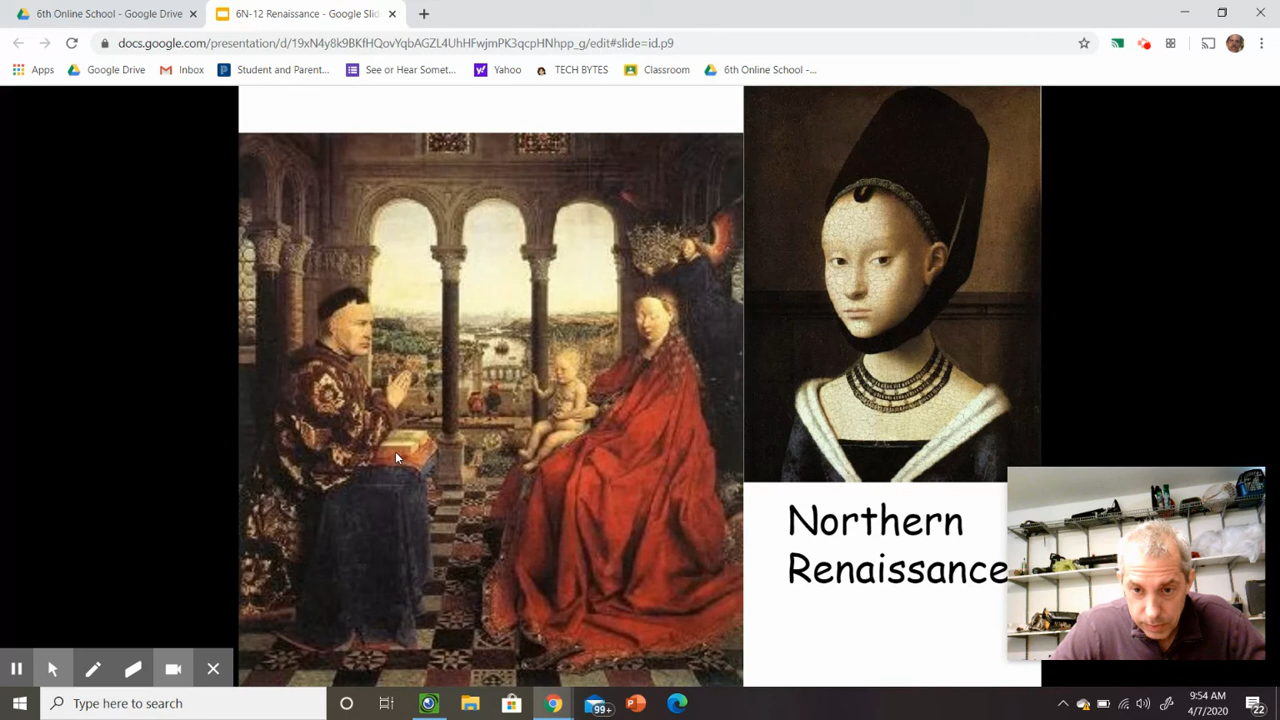 6th Online School - Google Drive
6N-12 Renaissance - Google Slid
docs.google.com/presentation/d/19xN4y8k9BKfHQovYqbAGZL4UhHFwjmPK3qcpHNhpp_g/edit#slide=id.p9
Apps Google Drive Inbox Student and Parent... See or Hear Somet... Yahoo TECH BYTES Classroom 6th Online School -...
Northern
Renaissance
Type here to search
99+
9:54 AM
4/7/2020
22